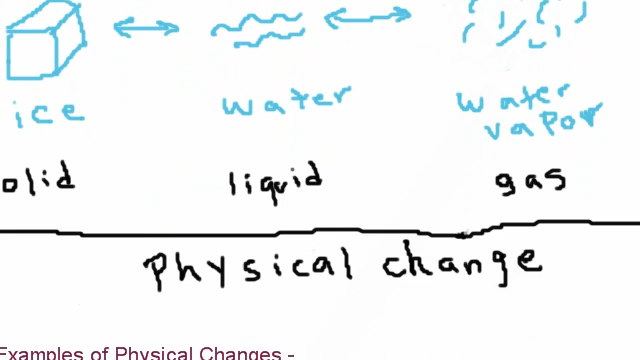 ice water water vapor
olid liquid gas
Physical change
Examples of Physical Changes -